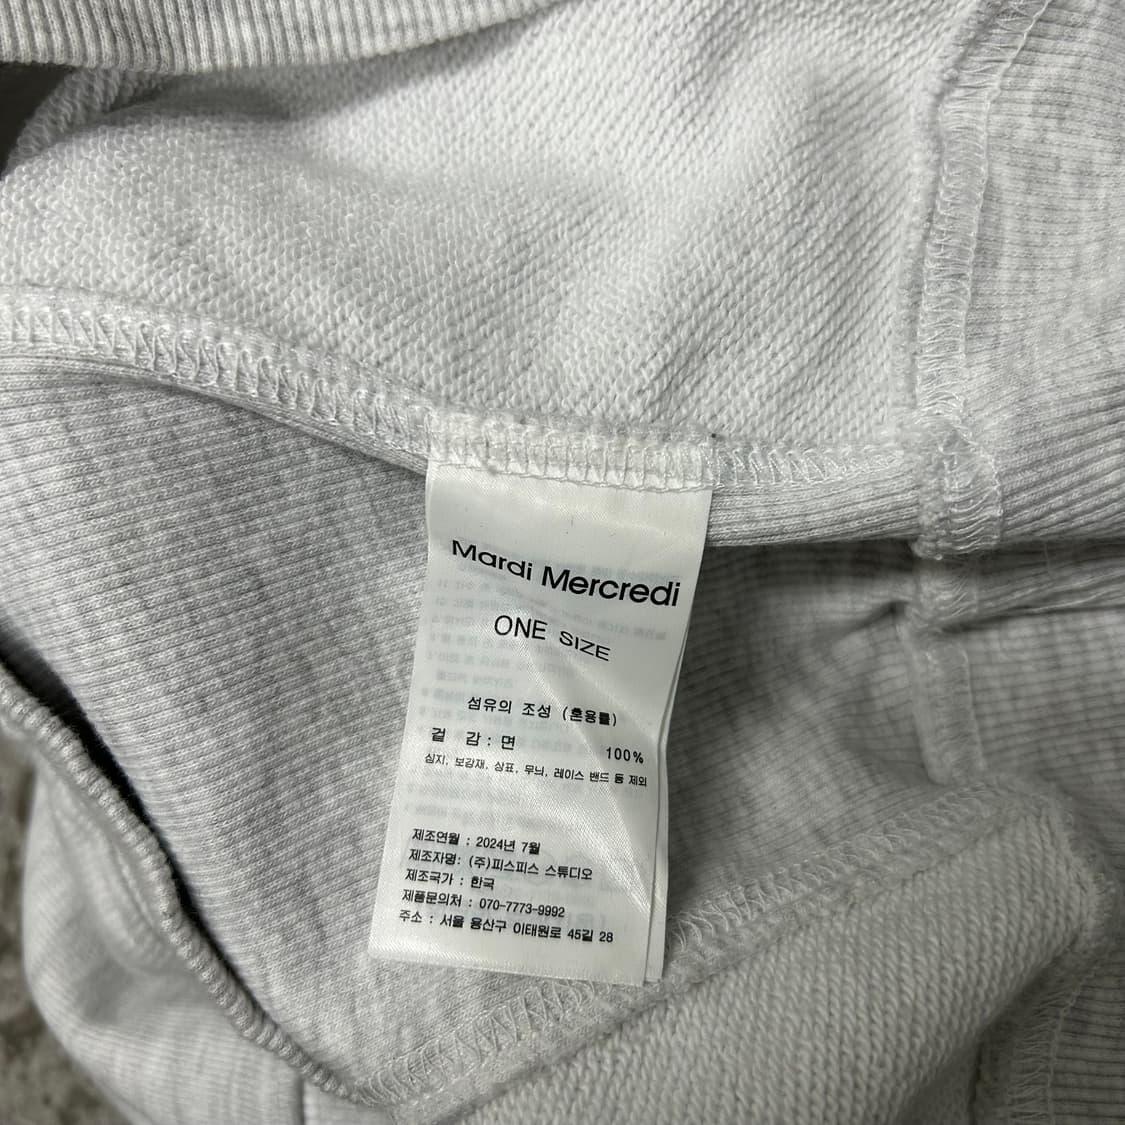 Mardi Mercredi
ONE SIZE
섬유의 조성 (혼용률)
겉 감 : 면 100%
심지, 보강재, 상표, 무늬, 레이스 밴드 등 제외
제조연월 : 2024년 7월
제조자명: (주)피스피스 스튜디오
제조국가 : 한국
제품문의처 : 070-7773-9992
주소 : 서울 용산구 이태원로 45길 28